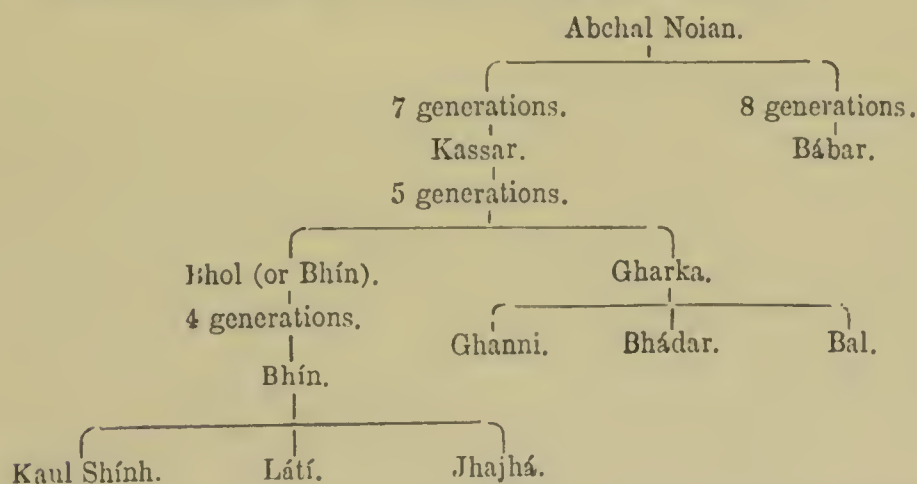 Abchal Noian.
7 generations. 8 generations.
Kassar. Bábar.
5 generations.
Bhol (or Bhín). Gharka.
4 generations.
Ghanni. Bhádar. Bal.
Bhín.
Kaul Shính. Látí. Jhajhá.